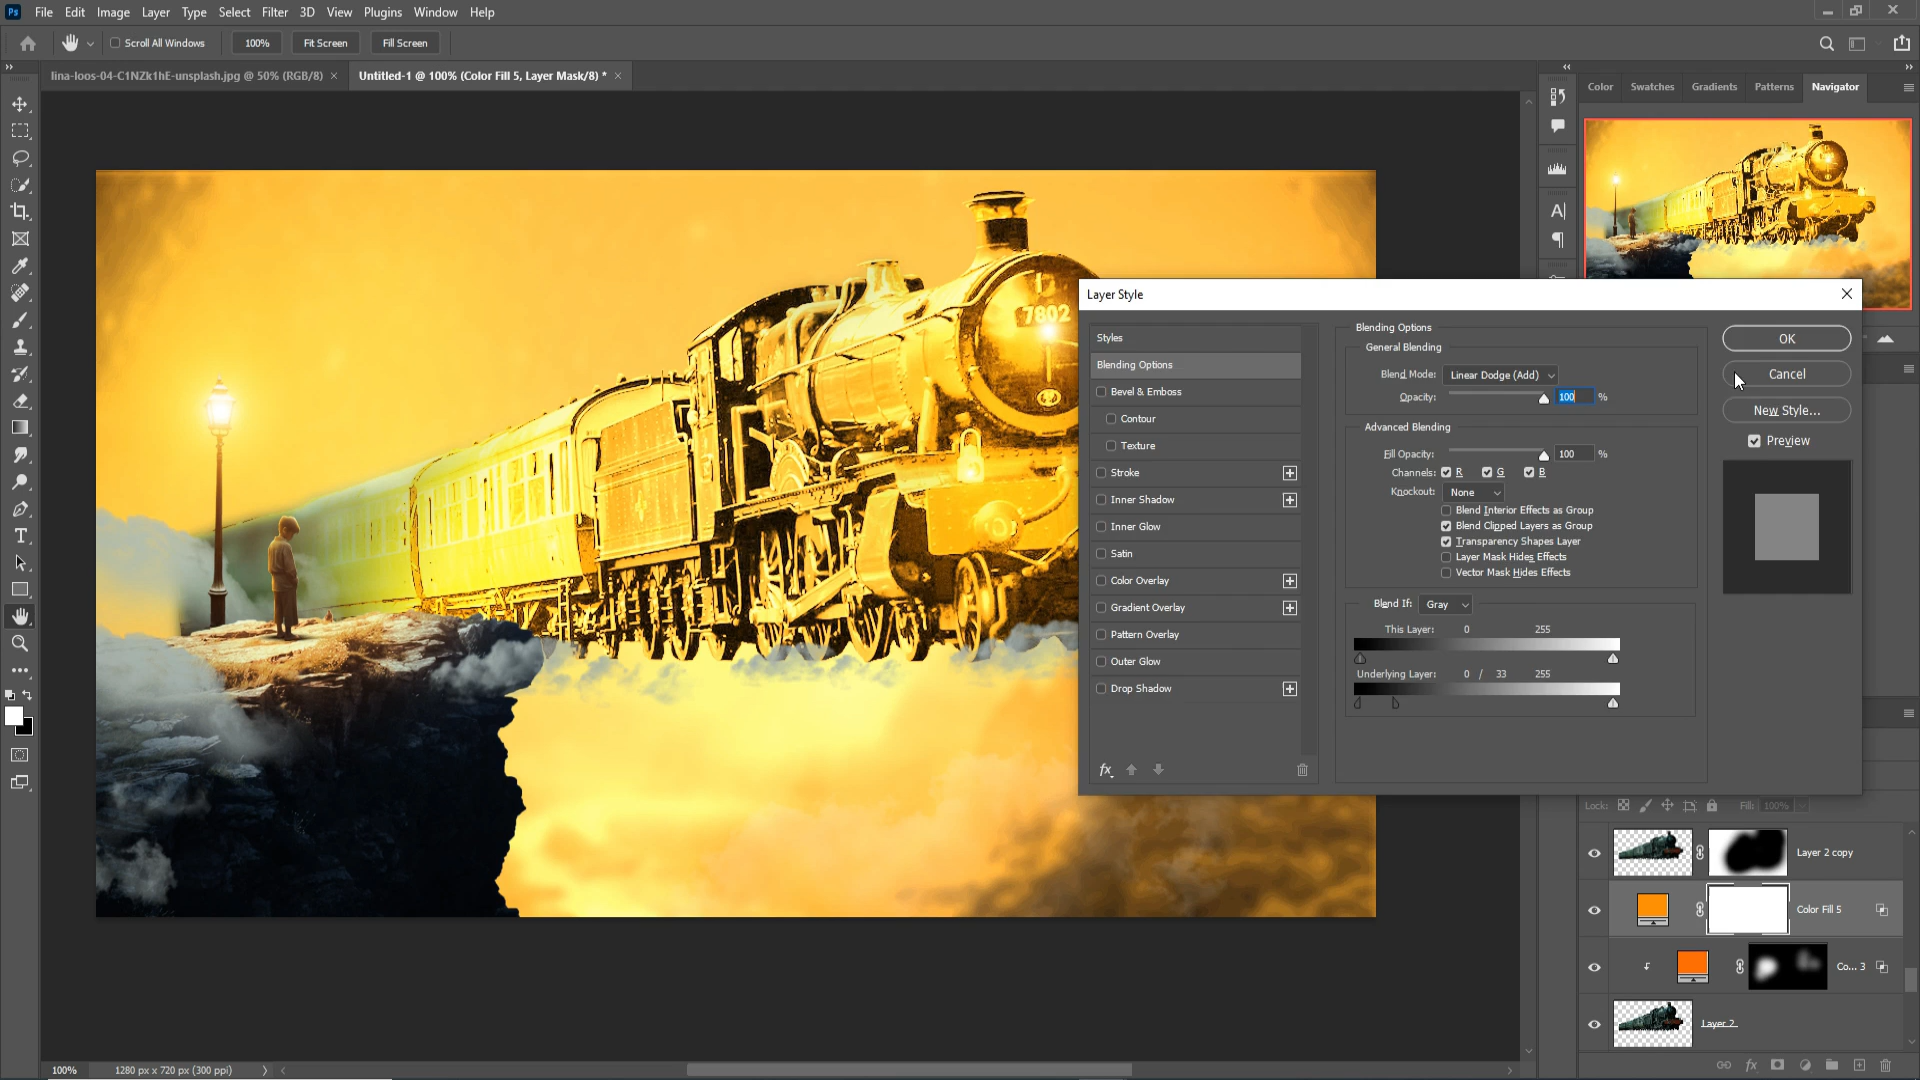 Ps File Edit Image Layer Type Select Filter 3D View Plugins Window Help
Scroll All Windows 100% Fit Screen Fill Screen
lina-loos-04-C1NZk1hE-unsplash.jpg @ 50% (RGB/8) × Untitled-1 @ 100% (Color Fill 5, Layer Mask/8) * ×
Color Swatches Gradients Patterns Navigator
7802
Layer Style
Styles
Blending Options
Bevel & Emboss
Contour
Texture
Stroke
Inner Shadow
Inner Glow
Satin
Color Overlay
Gradient Overlay
Pattern Overlay
Outer Glow
Drop Shadow
fx
Blending Options
General Blending
Blend Mode: Linear Dodge (Add)
Opacity: 100 %
Advanced Blending
Fill Opacity: 100 %
Channels: R G B
Knockout: None
Blend Interior Effects as Group
Blend Clipped Layers as Group
Transparency Shapes Layer
Layer Mask Hides Effects
Vector Mask Hides Effects
Blend If: Gray
This Layer: 0 255
Underlying Layer: 0 / 33 255
OK
Cancel
New Style...
Preview
Lock: Fill: 100%
Layer 2 copy
Color Fill 5
Co... 3
Layer 2
fx
100% 1280 px x 720 px (300 ppi)